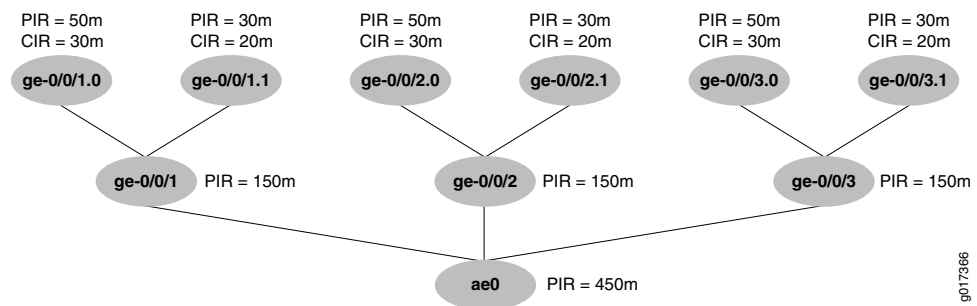 PIR = 50m
CIR = 30m
PIR = 30m
CIR = 20m
PIR = 50m
CIR = 30m
PIR = 30m
CIR = 20m
PIR = 50m
CIR = 30m
PIR = 30m
CIR = 20m
ge-0/0/1.0
ge-0/0/1.1
ge-0/0/2.0
ge-0/0/2.1
ge-0/0/3.0
ge-0/0/3.1
ge-0/0/1
PIR = 150m
ge-0/0/2
PIR = 150m
ge-0/0/3
PIR = 150m
ae0
PIR = 450m
g017366